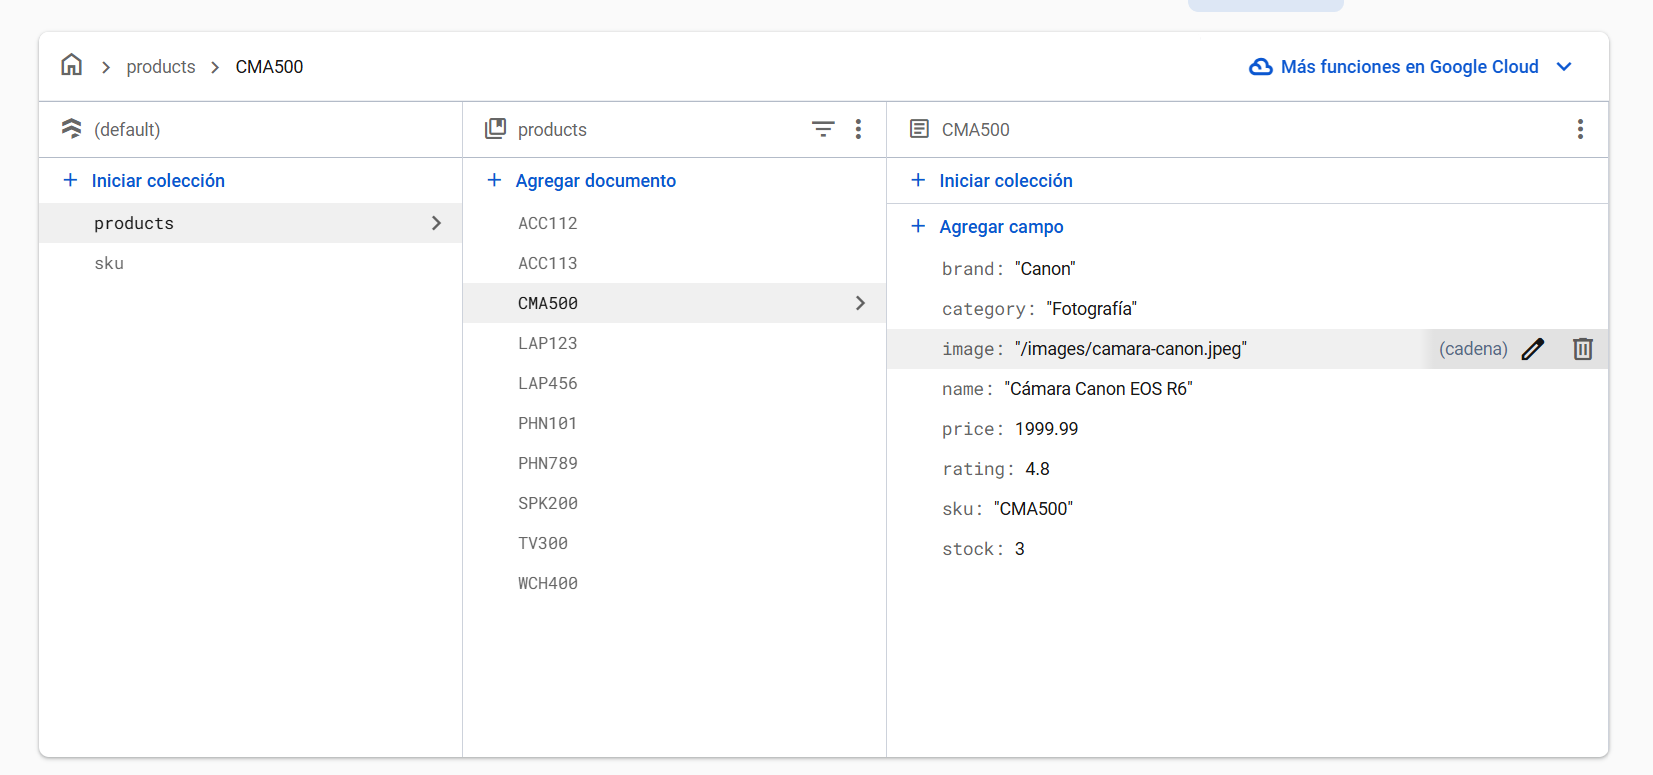 products
CMA500
Más funciones en Google Cloud
(default)
Iniciar colección
products
sku
products
Agregar documento
ACC112
ACC113
CMA500
LAP123
LAP456
PHN101
PHN789
SPK200
TV300
WCH400
CMA500
Iniciar colección
Agregar campo
brand: "Canon"
category: "Fotografía"
image: "/images/camara-canon.jpeg" (cadena)
name: "Cámara Canon EOS R6"
price: 1999.99
rating: 4.8
sku: "CMA500"
stock: 3